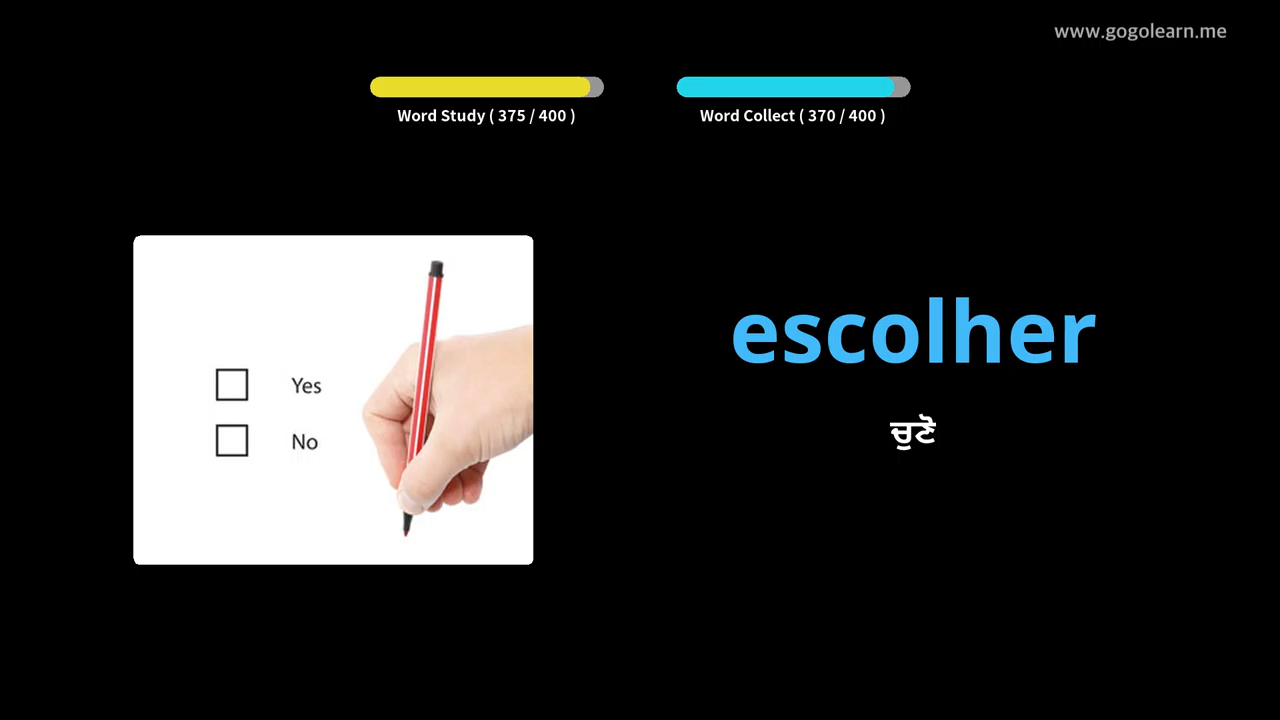 www.gogolearn.me
Word Study ( 375 / 400 )
Word Collect ( 370 / 400 )
Yes
No
escolher
ਚੁਣੋ